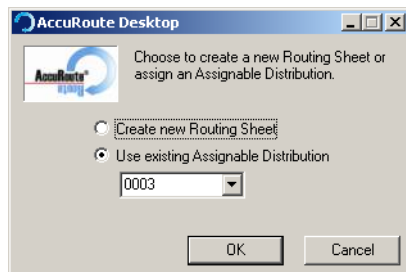 AccuRoute Desktop
Choose to create a new Routing Sheet or
assign an Assignable Distribution.
AccuRoute®
Create new Routing Sheet
Use existing Assignable Distribution
0003
OK
Cancel